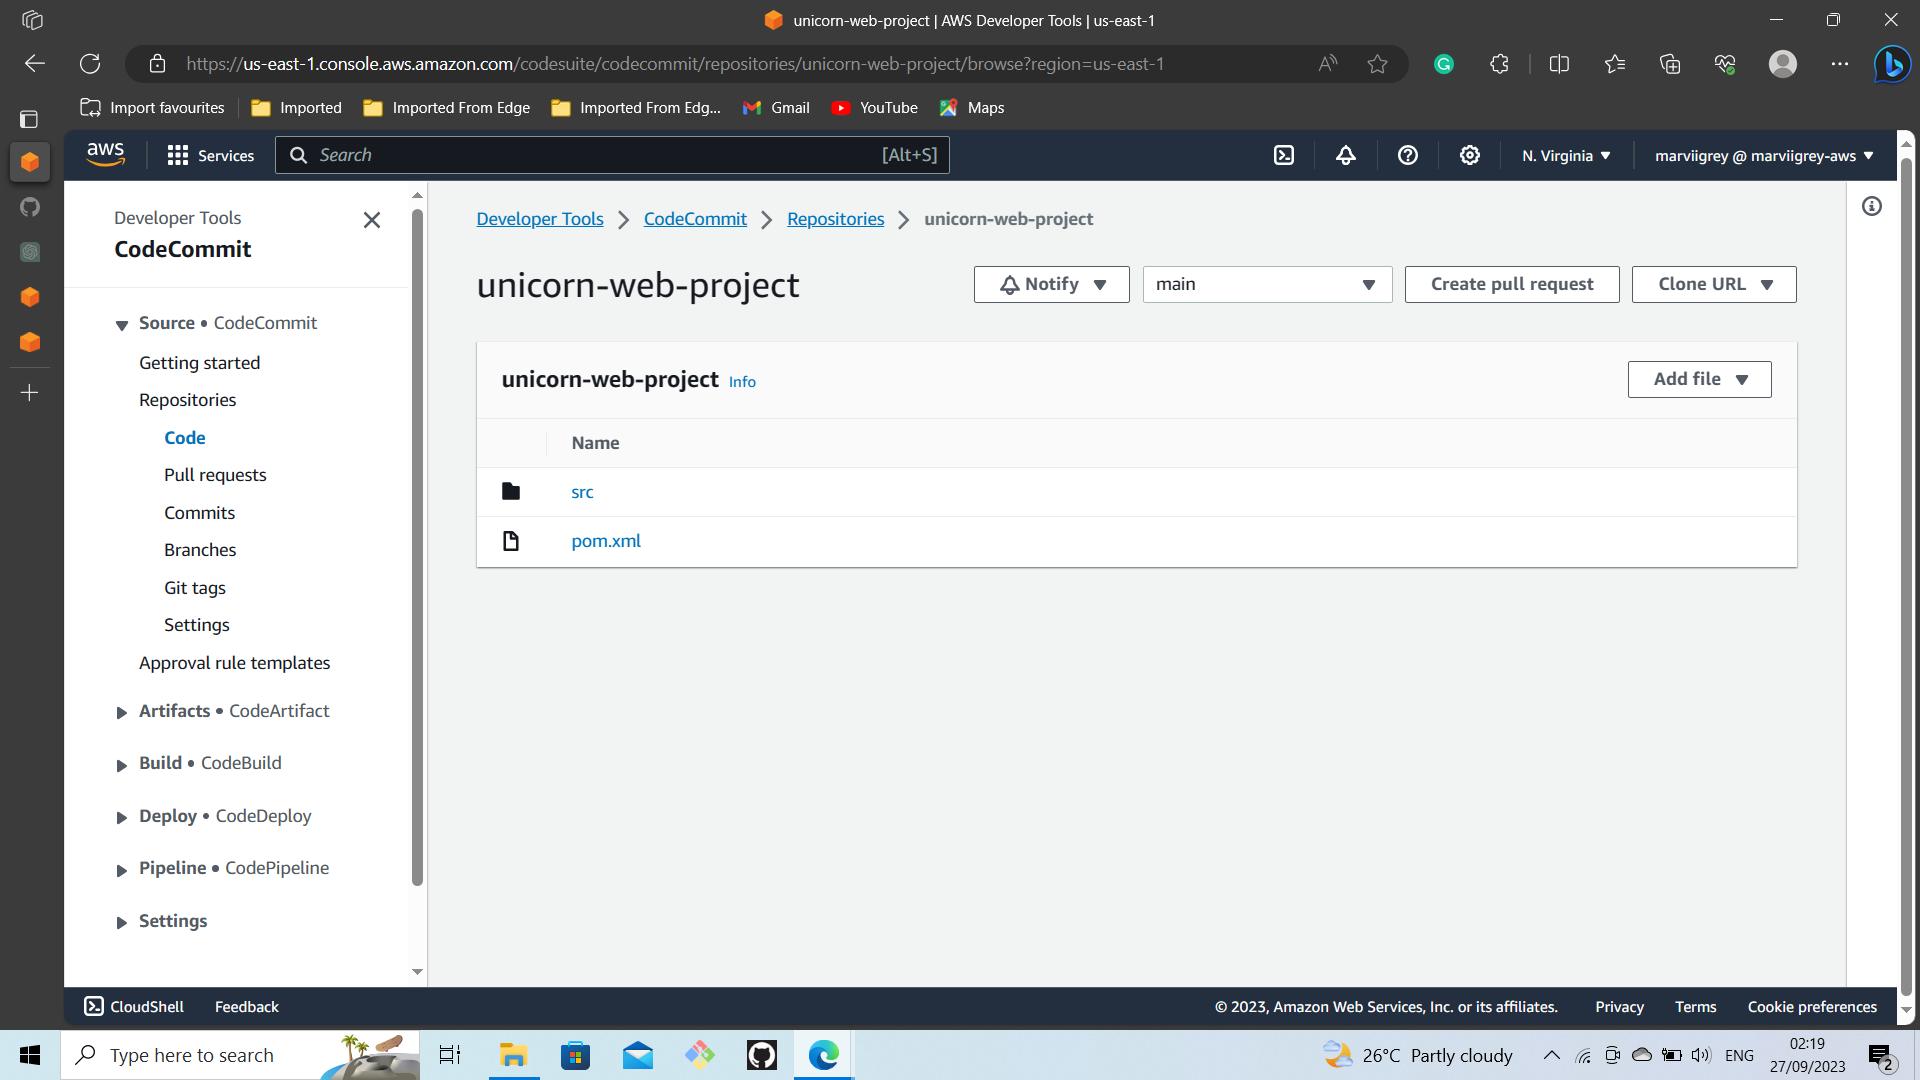 unicorn-web-project | AWS Developer Tools | us-east-1
https://us-east-1.console.aws.amazon.com/codesuite/codecommit/repositories/unicorn-web-project/browse?region=us-east-1
Import favourites Imported Imported From Edge Imported From Edg... Gmail YouTube Maps
aws Services Search [Alt+S] N. Virginia marviigrey @ marviigrey-aws
Developer Tools
CodeCommit
Source • CodeCommit
Getting started
Repositories
Code
Pull requests
Commits
Branches
Git tags
Settings
Approval rule templates
Artifacts • CodeArtifact
Build • CodeBuild
Deploy • CodeDeploy
Pipeline • CodePipeline
Settings
Developer Tools CodeCommit Repositories unicorn-web-project
unicorn-web-project Notify main Create pull request Clone URL
unicorn-web-project Info Add file
Name
src
pom.xml
CloudShell Feedback © 2023, Amazon Web Services, Inc. or its affiliates. Privacy Terms Cookie preferences
Type here to search 26°C Partly cloudy ENG 02:19
27/09/2023 2